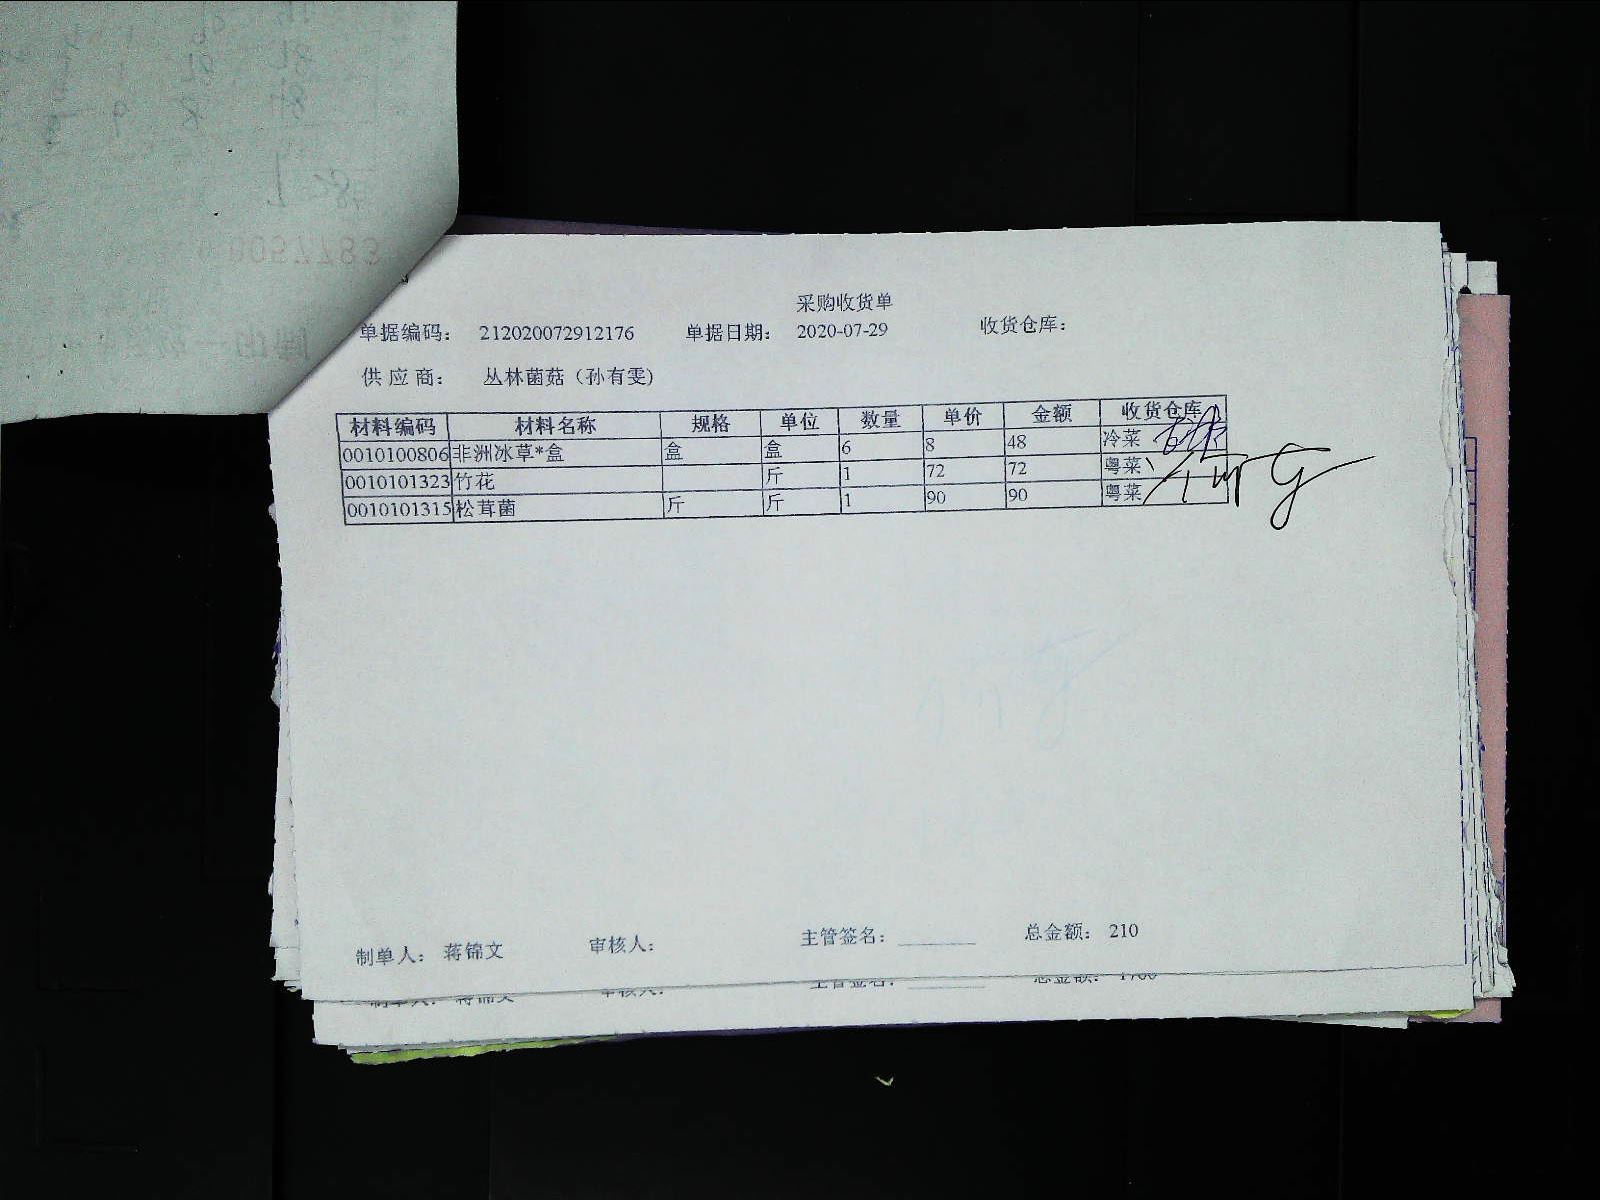 采购收货单
单据编码： 212020072912176 单据日期： 2020-07-29 收货仓库：
供 应 商： 丛林菌菇（孙有雯)
材料编码 材料名称 规格 单位 数量 单价 金额 收货仓库
0010100806 非洲冰草*盒 盒 盒 6 8 48 冷菜
0010101323 竹花 斤 1 72 72 粤菜
0010101315 松茸菌 斤 斤 1 90 90 粤菜
制单人： 蒋锦文 审核人： 主管签名： 总金额： 210